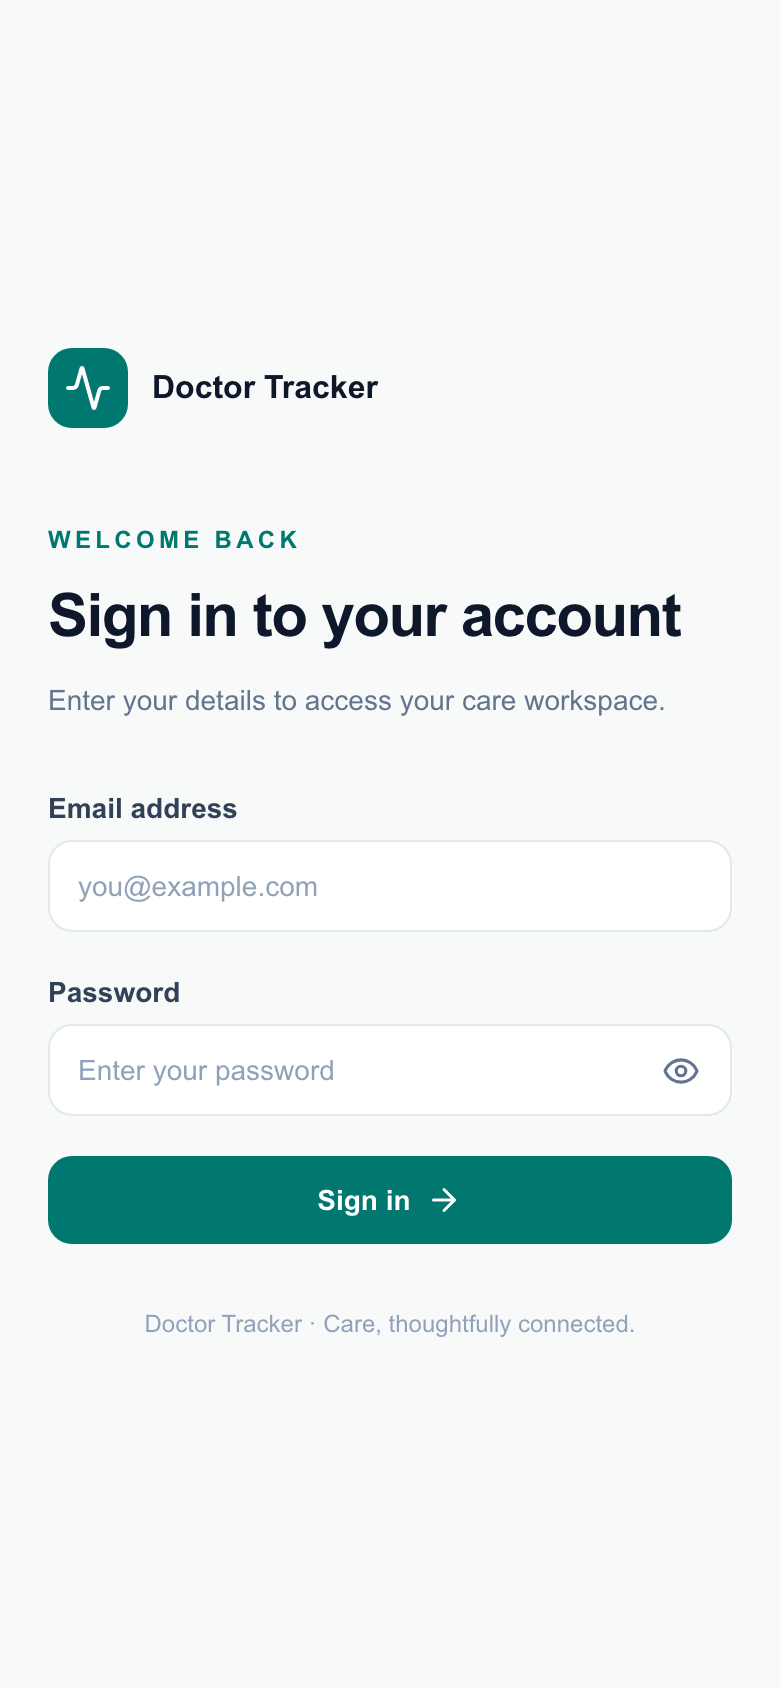 Doctor Tracker
WELCOME BACK
Sign in to your account
Enter your details to access your care workspace.
Email address
you@example.com
Password
Enter your password
Sign in
Doctor Tracker · Care, thoughtfully connected.